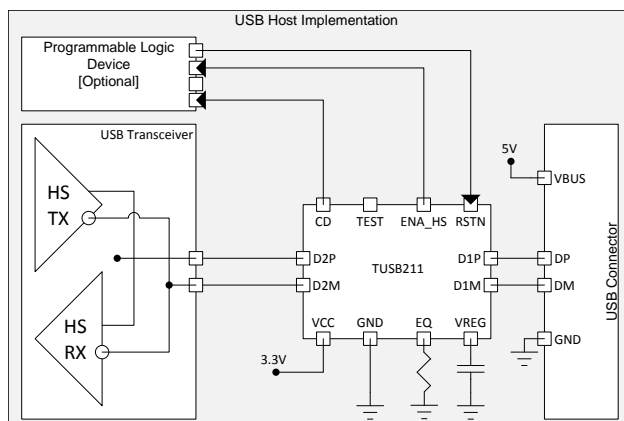 USB Host Implementation
Programmable Logic
Device
[Optional]
USB Transceiver
HS
TX
HS
RX
CD
TEST
ENA_HS
RSTN
D2P
D2M
TUSB211
D1P
D1M
VCC
GND
EQ
VREG
3.3V
5V
VBUS
DP
DM
GND
USB Connector